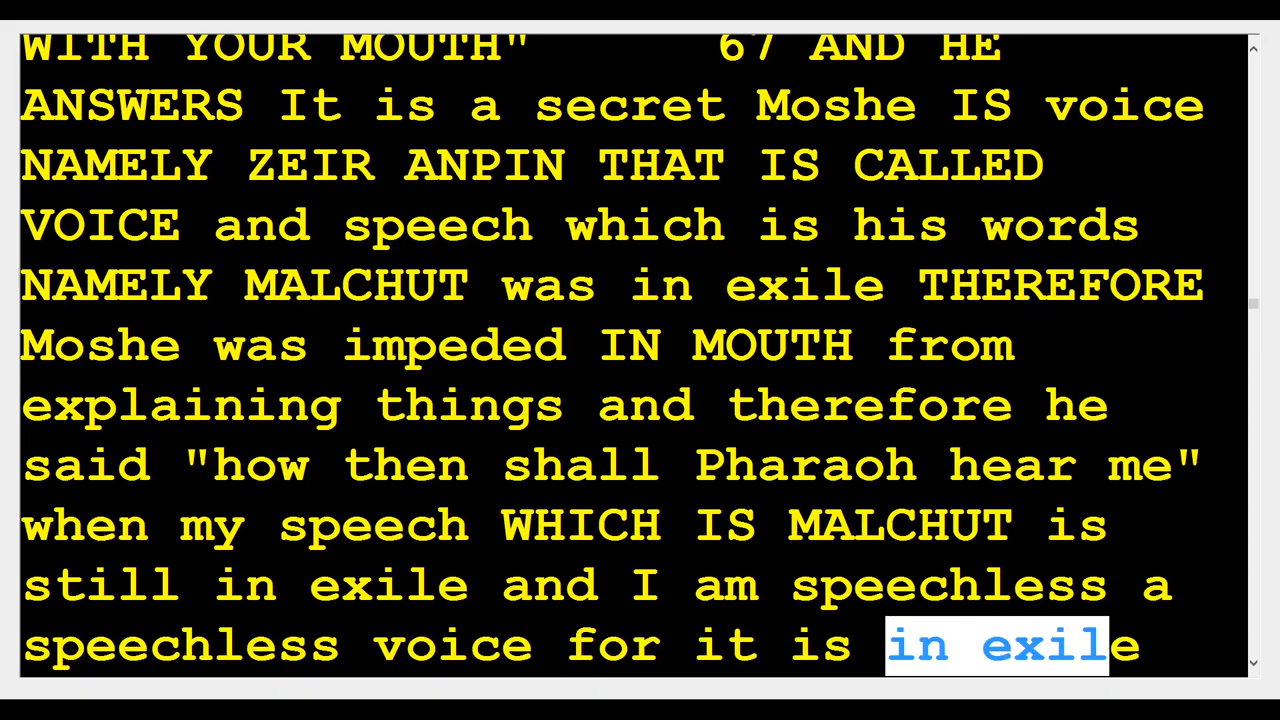 WITH YOUR MOUTH" 67 AND HE
ANSWERS It is a secret Moshe IS voice
NAMELY ZEIR ANPIN THAT IS CALLED
VOICE and speech which is his words
NAMELY MALCHUT was in exile THEREFORE
Moshe was impeded IN MOUTH from
explaining things and therefore he
said "how then shall Pharaoh hear me"
when my speech WHICH IS MALCHUT is
still in exile and I am speechless a
speechless voice for it is in exile